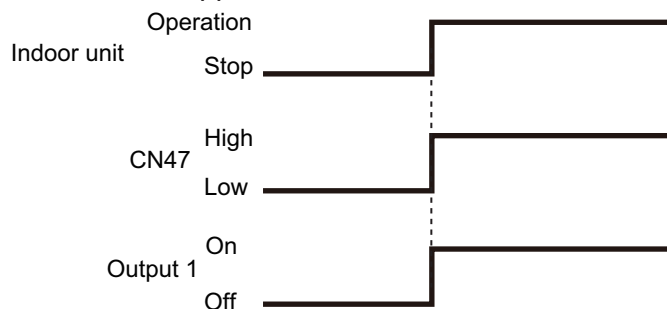 Operation
Indoor unit
Stop
High
CN47
Low
On
Output 1
Off